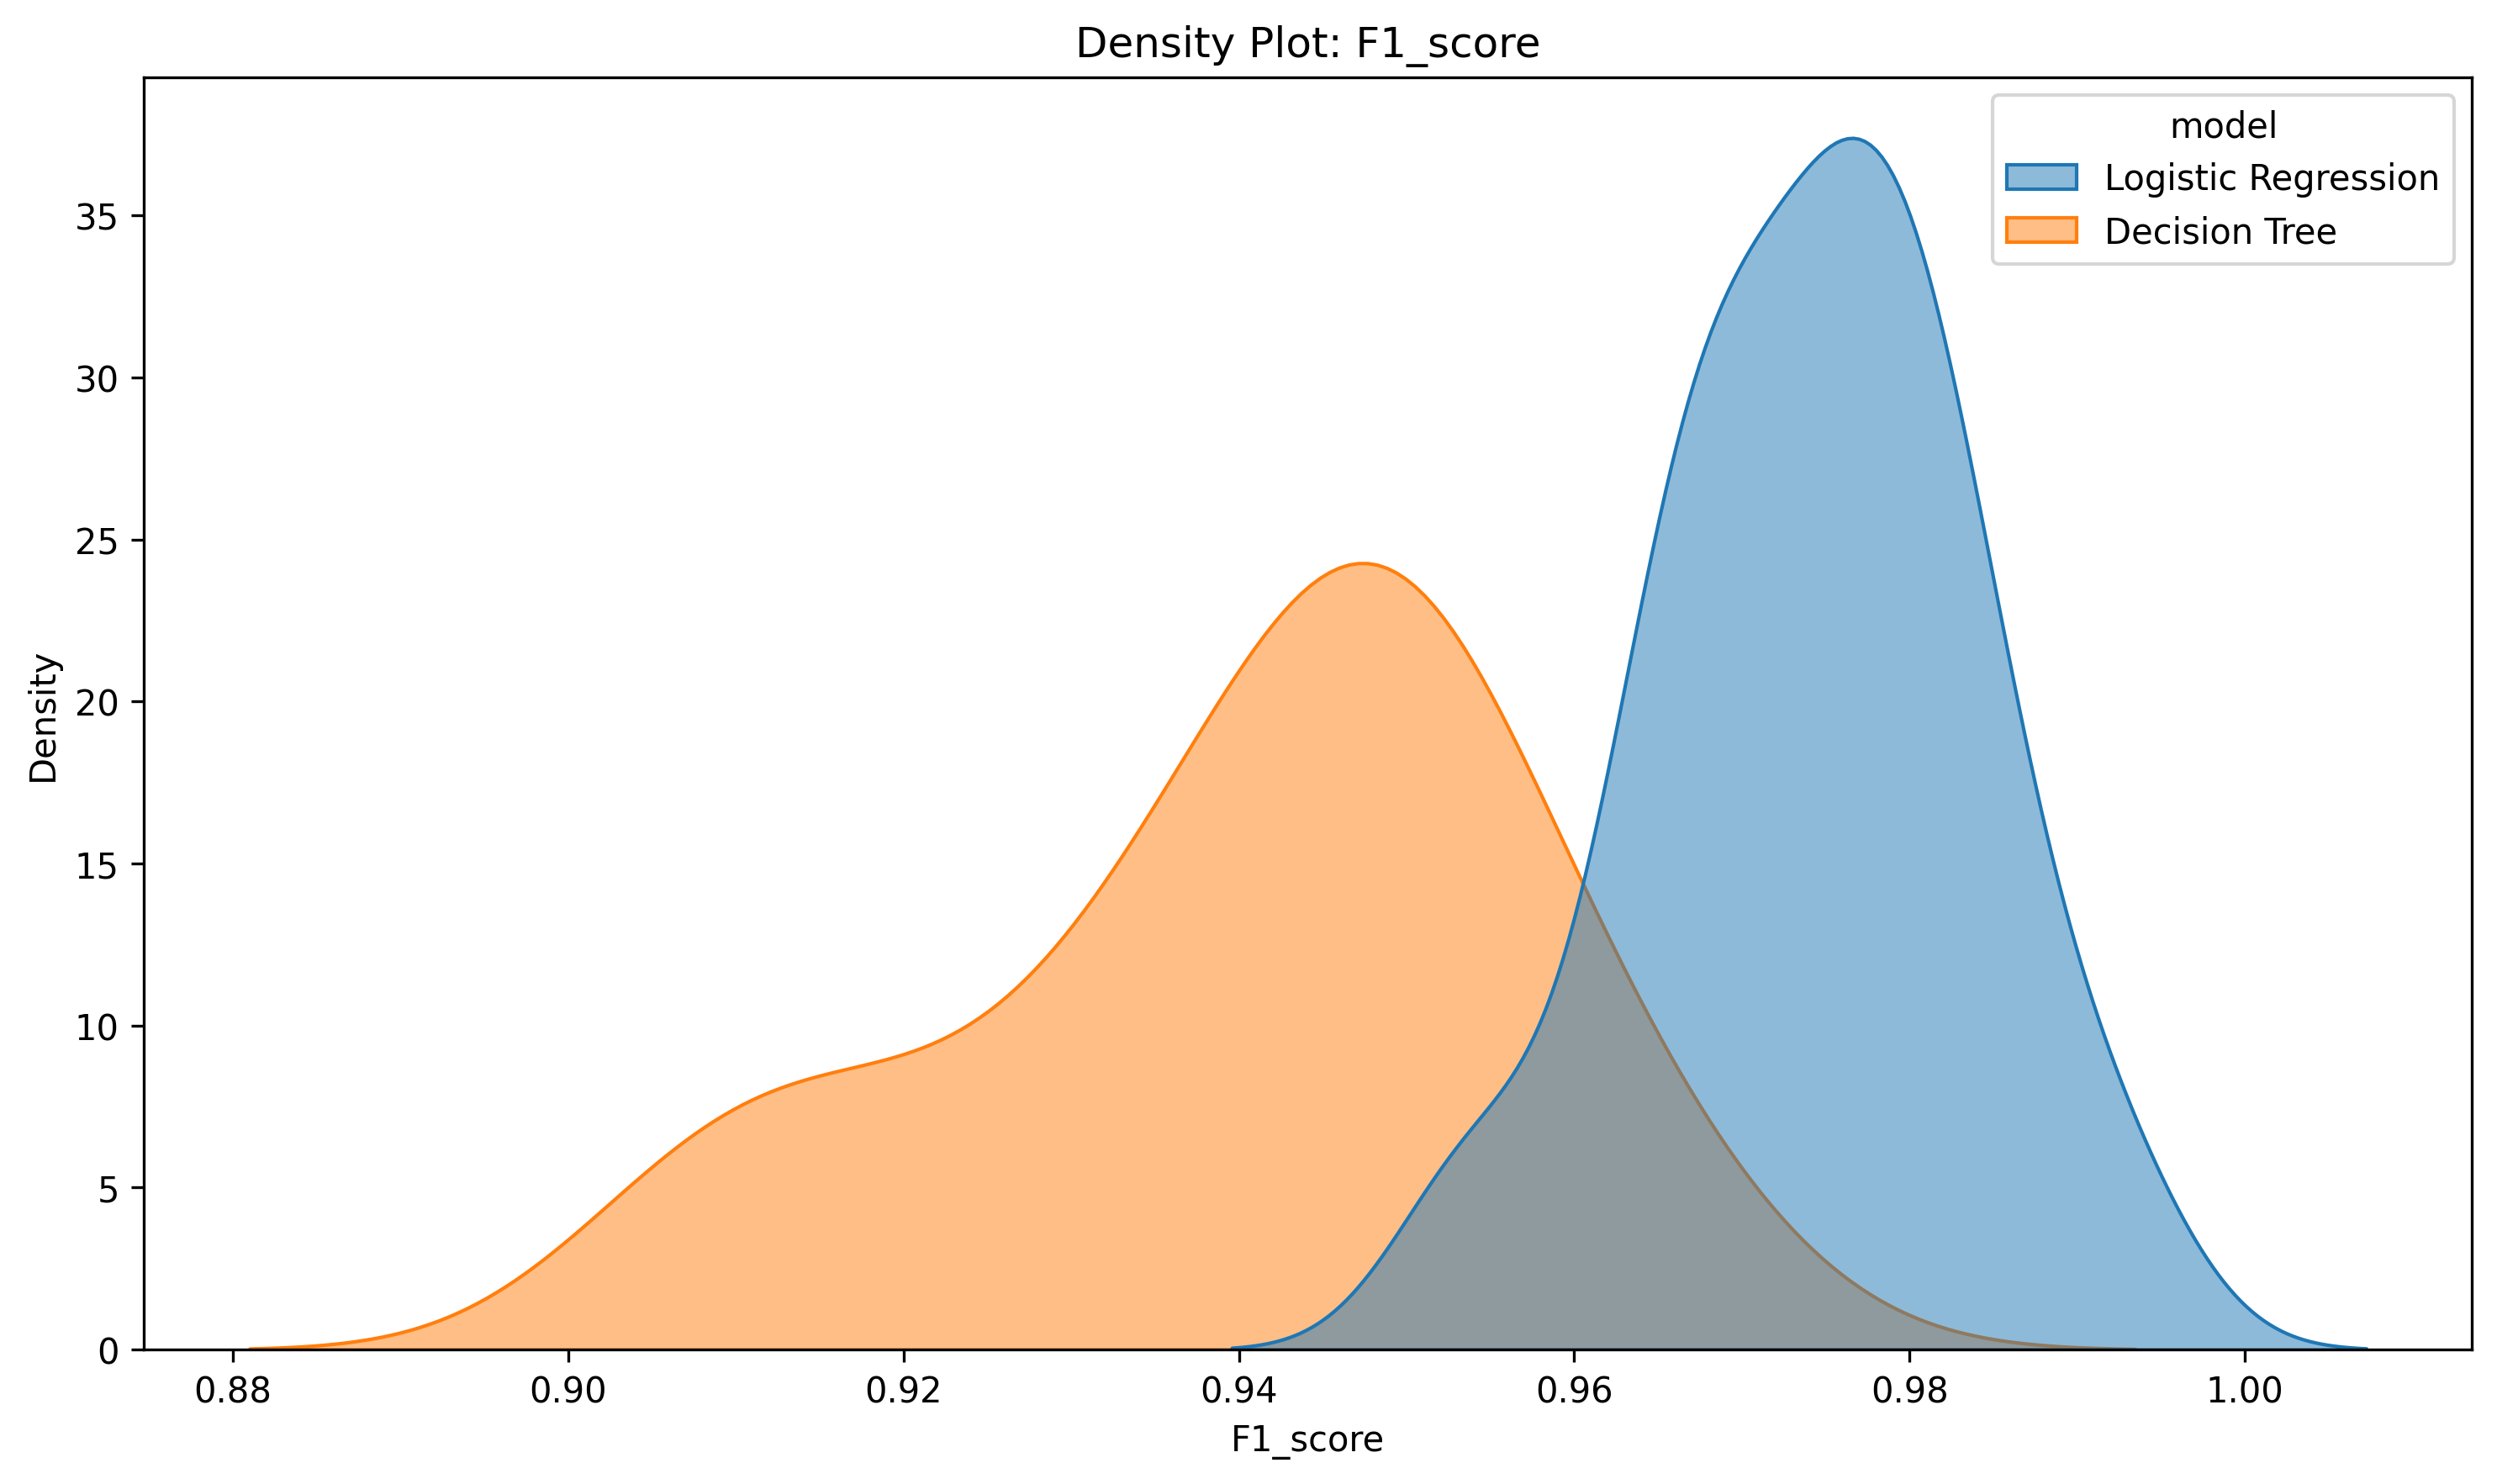 Density Plot: F1_score
model
Logistic Regression
Decision Tree
Density
35
30
25
20
15
10
5
0
0.88 0.90 0.92 0.94 0.96 0.98 1.00
F1_score